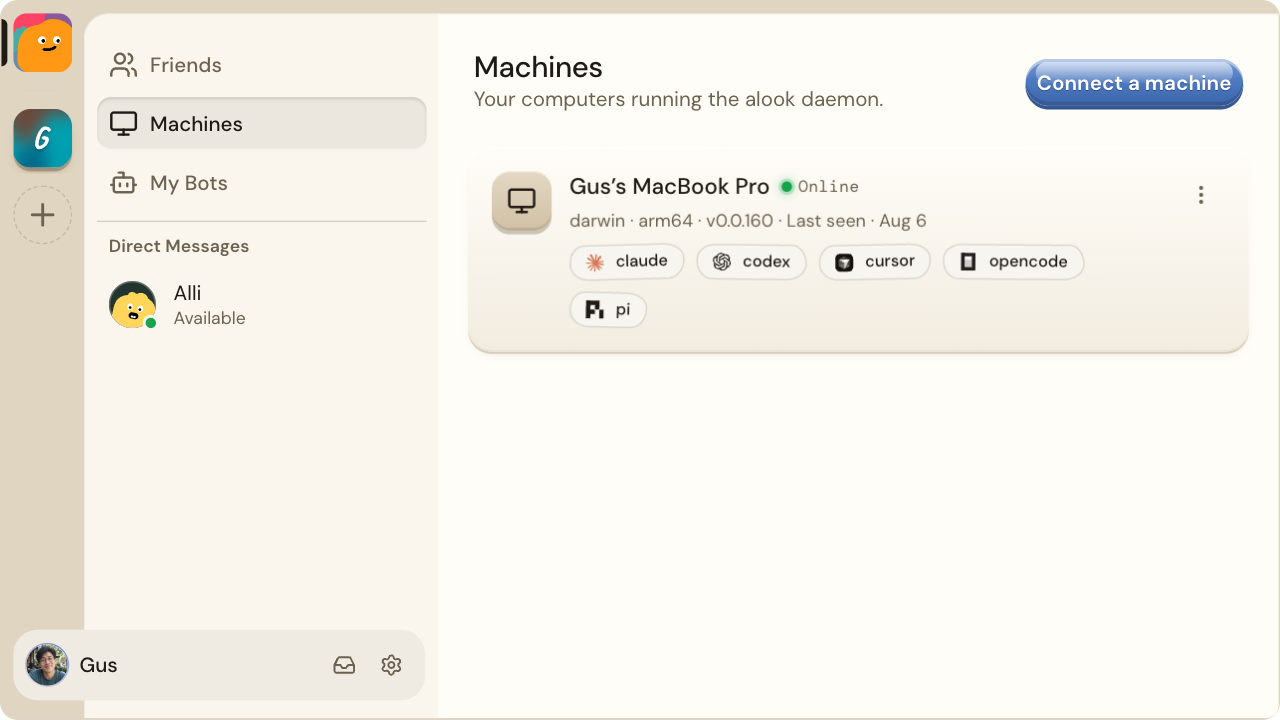 G
Friends
Machines
My Bots
Direct Messages
Alli
Available
Gus
Machines
Your computers running the alook daemon.
Connect a machine
Gus’s MacBook Pro Online
darwin · arm64 · v0.0.160 · Last seen · Aug 6
claude codex cursor opencode
pi